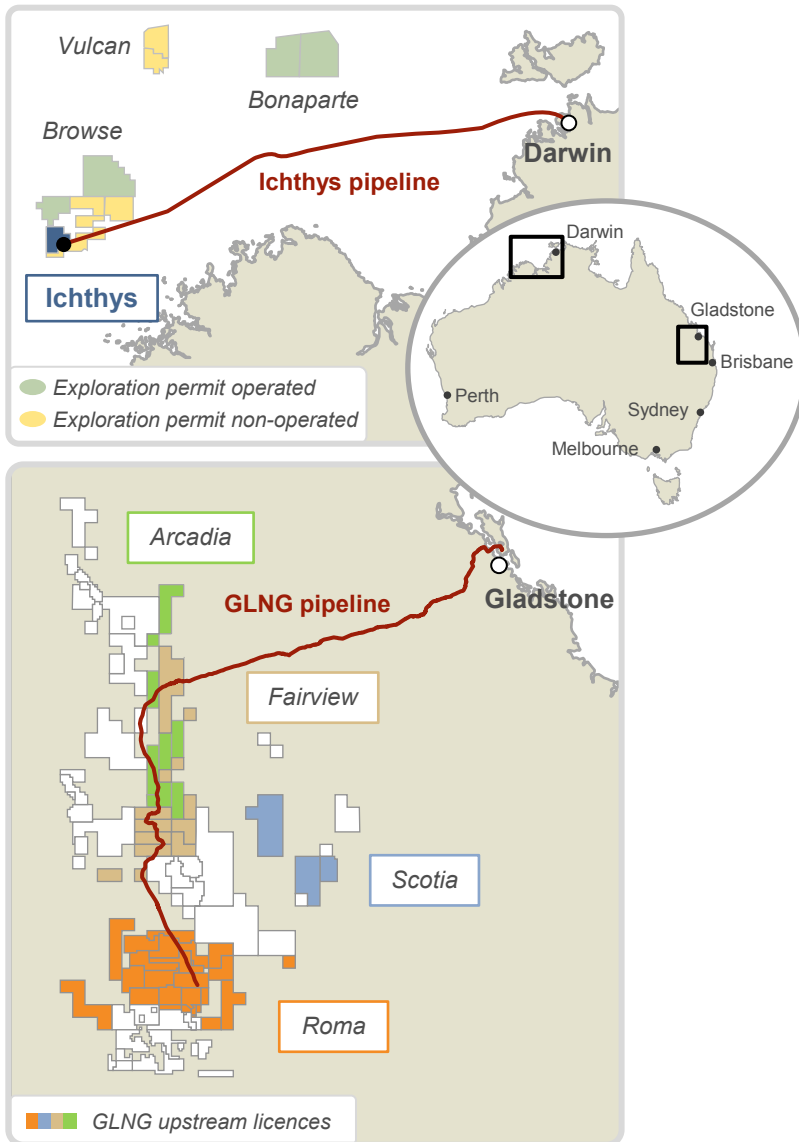 Vulcan
Bonaparte
Browse
Darwin
Ichthys pipeline
Ichthys
Exploration permit operated
Exploration permit non-operated
Darwin
Gladstone
Brisbane
Perth
Sydney
Melbourne
Arcadia
GLNG pipeline
Gladstone
Fairview
Scotia
Roma
GLNG upstream licences